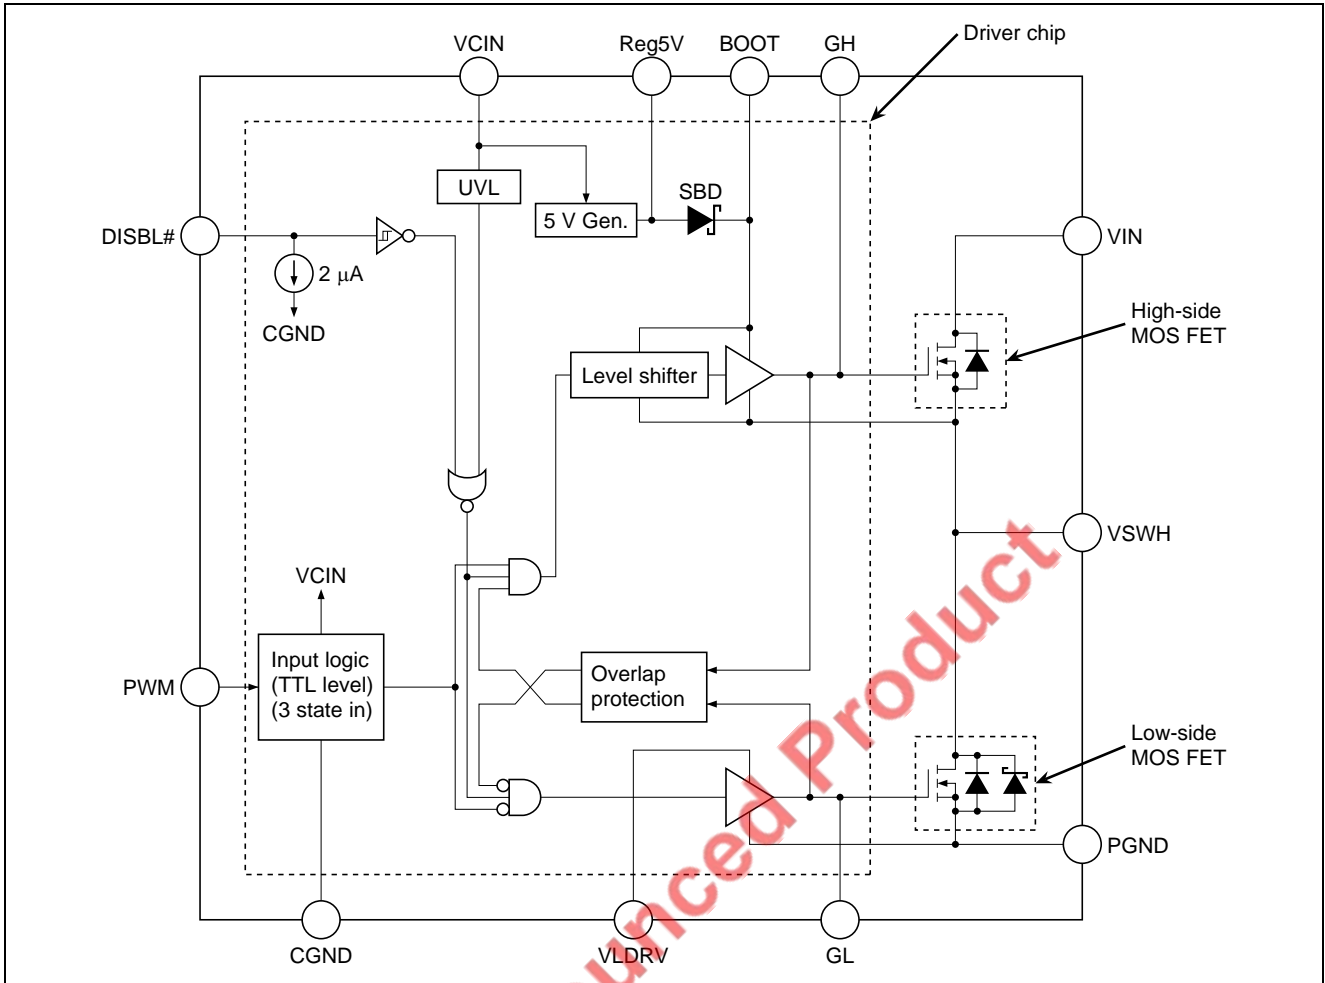 Driver chip
VCIN
Reg5V
BOOT
GH
UVL
SBD
5 V Gen.
DISBL#
2 μA
CGND
VIN
High-side
MOS FET
Level shifter
VSWH
VCIN
Input logic
(TTL level)
(3 state in)
PWM
Overlap
protection
Low-side
MOS FET
PGND
CGND
VLDRV
GL
unced Product